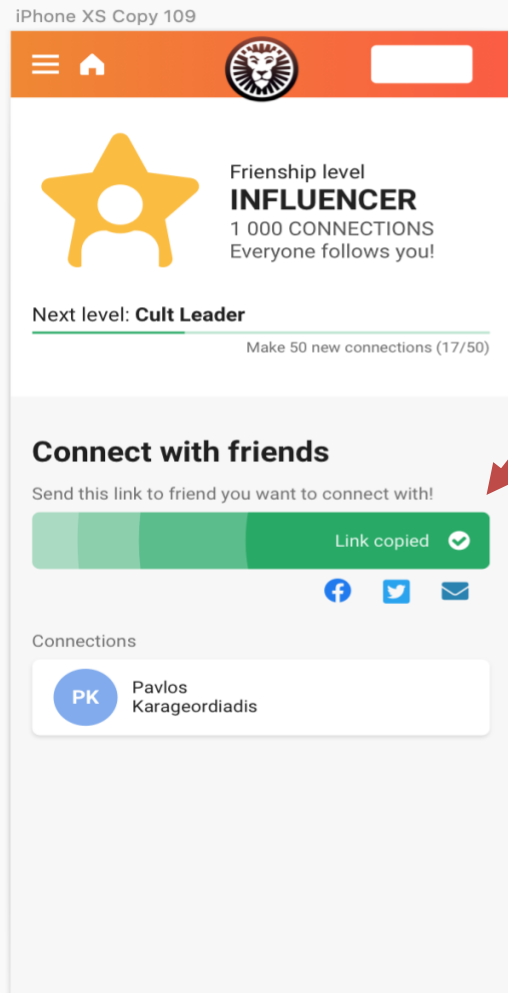 iPhone XS Copy 109
Frienship level
INFLUENCER
1 000 CONNECTIONS
Everyone follows you!
Next level: Cult Leader
Make 50 new connections (17/50)
Connect with friends
Send this link to friend you want to connect with!
Link copied
Connections
PK
Pavlos
Karageordiadis